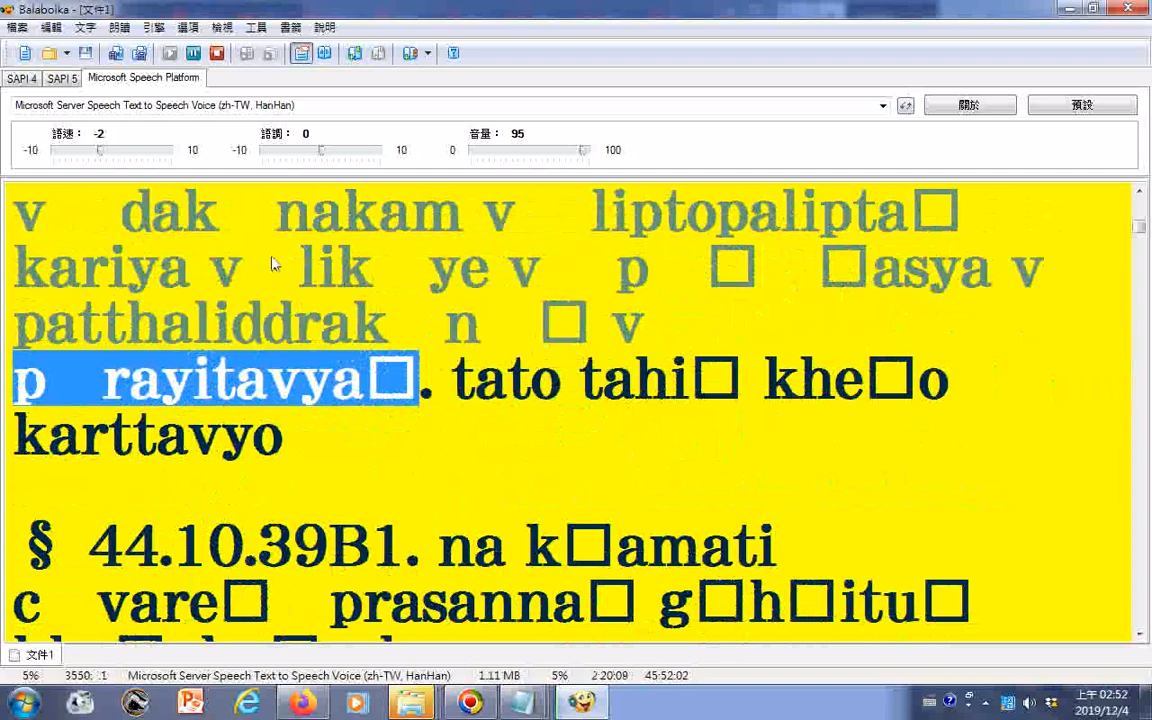 Balabolka - [文件1]
檔案 編輯 文字 朗讀 引擎 選項 檢視 工具 書籤 說明
SAPI 4 SAPI 5 Microsoft Speech Platform
Microsoft Server Speech Text to Speech Voice (zh-TW, HanHan) 關於 預設
語速： -2 語調： 0 音量： 95
-10 10 -10 10 0 100
v dak nakam v liptopalipta□
kariya v lik ye v p □ □asya v
patthaliddrak n □ v
p rayitavya□. tato tahi□ khe□o
karttavyo
§ 44.10.39B1. na k□amati
c vare□ prasanna□ g□h□itu□
文件1
5% 3550; .1 Microsoft Server Speech Text to Speech Voice (zh-TW, HanHan) 1.11 MB 5% 2:20:09 45:52:02
上午 02:52
2019/12/4